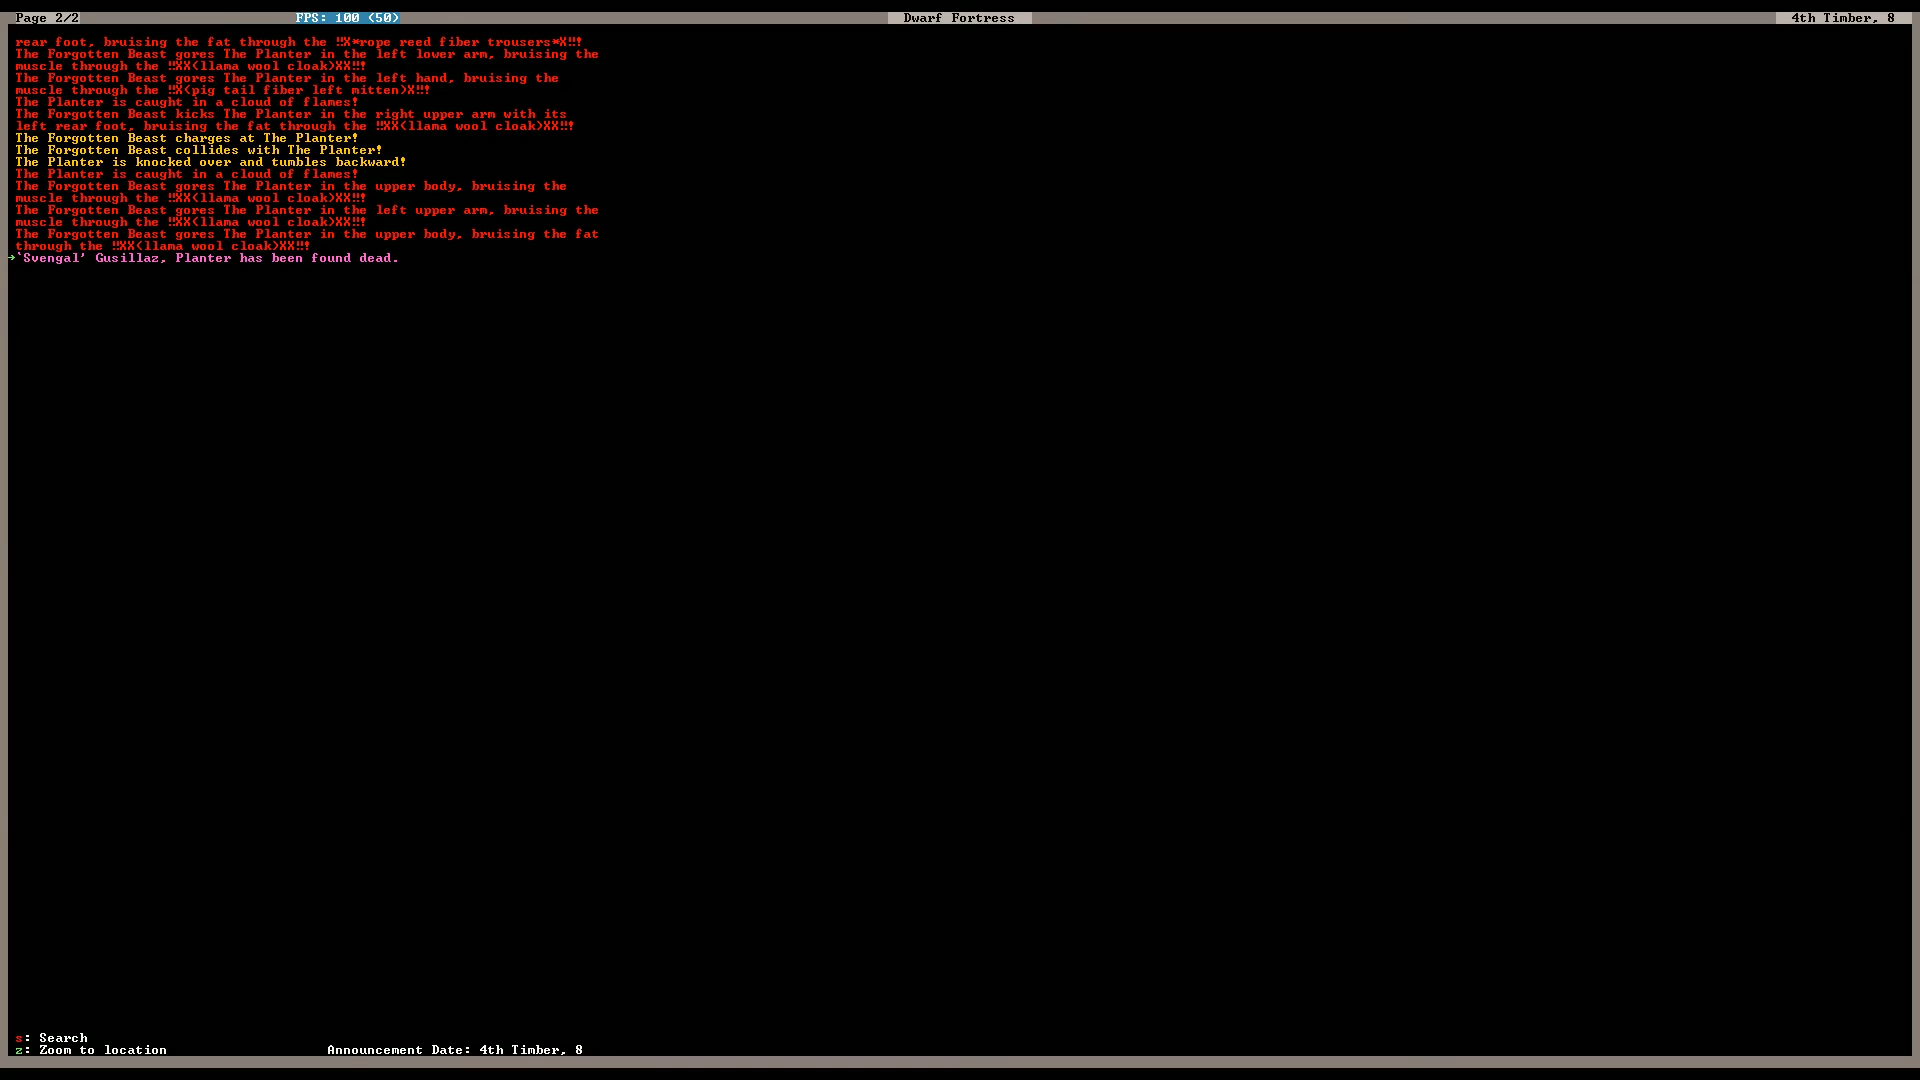 Page 2/2 FPS: 100 (50) Dwarf Fortress 4th Timber, 8
rear foot, bruising the fat through the ‼X*rope reed fiber trousers*X‼!
The Forgotten Beast gores The Planter in the left lower arm, bruising the
muscle through the ‼XX(llama wool cloak)XX‼!
The Forgotten Beast gores The Planter in the left hand, bruising the
muscle through the ‼X(pig tail fiber left mitten)X‼!
The Planter is caught in a cloud of flames!
The Forgotten Beast kicks The Planter in the right upper arm with its
left rear foot, bruising the fat through the ‼XX(llama wool cloak)XX‼!
The Forgotten Beast charges at The Planter!
The Forgotten Beast collides with The Planter!
The Planter is knocked over and tumbles backward!
The Planter is caught in a cloud of flames!
The Forgotten Beast gores The Planter in the upper body, bruising the
muscle through the ‼XX(llama wool cloak)XX‼!
The Forgotten Beast gores The Planter in the left upper arm, bruising the
muscle through the ‼XX(llama wool cloak)XX‼!
The Forgotten Beast gores The Planter in the upper body, bruising the fat
through the ‼XX(llama wool cloak)XX‼!
→`Svengal' Gusillaz, Planter has been found dead.
s: Search
z: Zoom to location Announcement Date: 4th Timber, 8